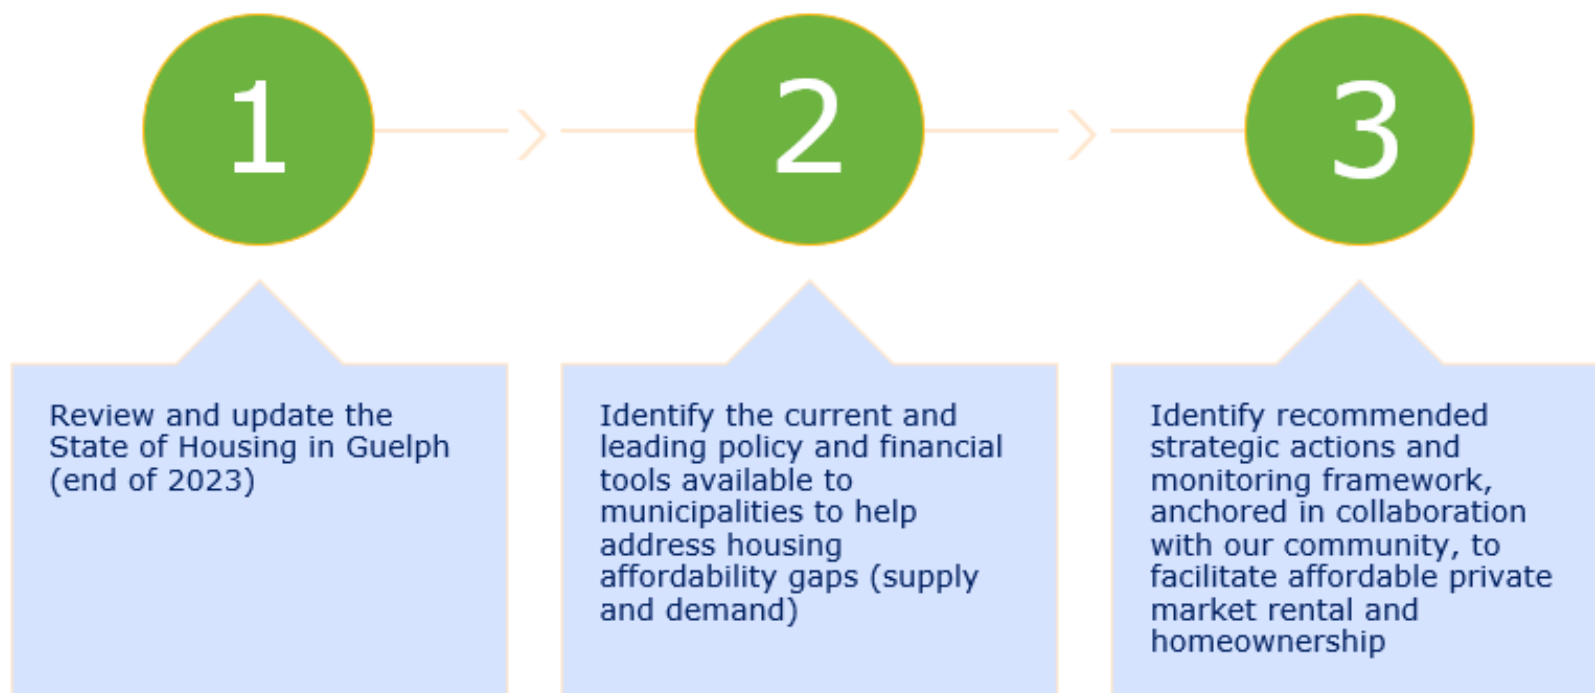 1
2
3
Review and update the
State of Housing in Guelph
(end of 2023)
Identify the current and
leading policy and financial
tools available to
municipalities to help
address housing
affordability gaps (supply
and demand)
Identify recommended
strategic actions and
monitoring framework,
anchored in collaboration
with our community, to
facilitate affordable private
market rental and
homeownership